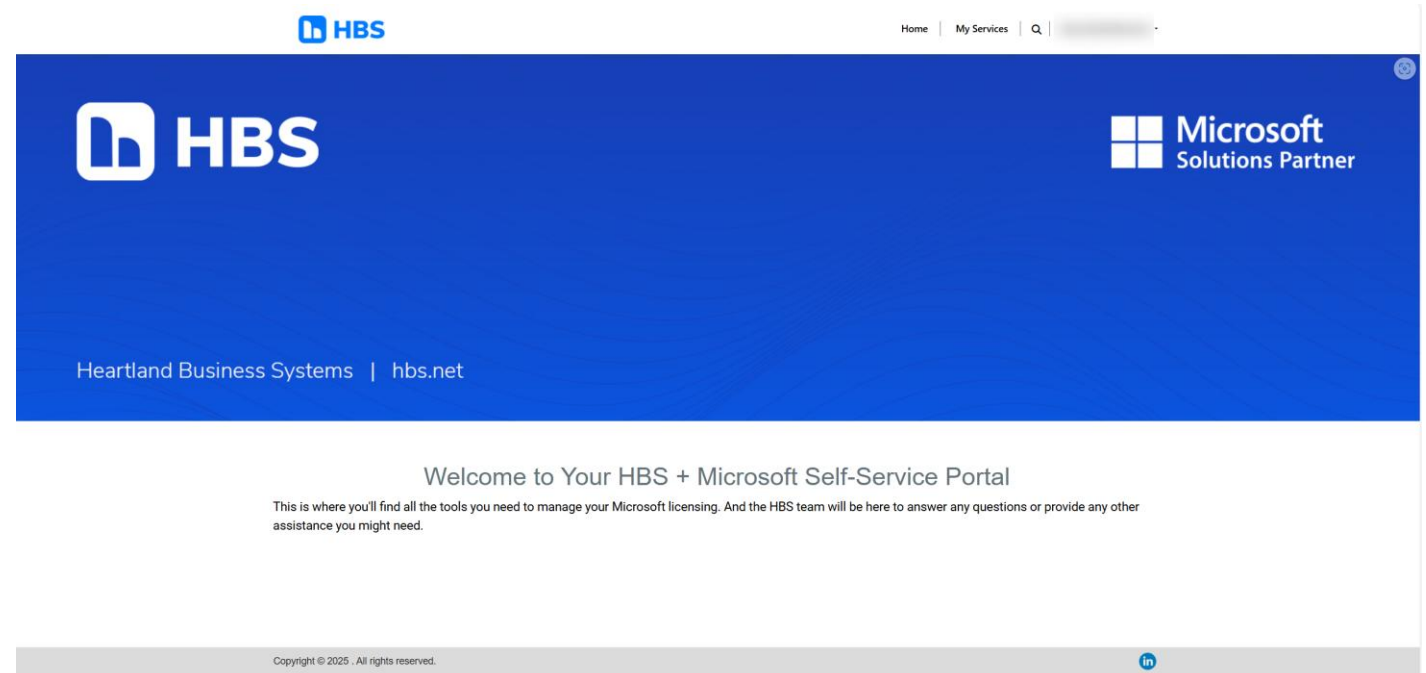 HBS
Home | My Services |
HBS
Microsoft
Solutions Partner
Heartland Business Systems | hbs.net
Welcome to Your HBS + Microsoft Self-Service Portal
This is where you'll find all the tools you need to manage your Microsoft licensing. And the HBS team will be here to answer any questions or provide any other
assistance you might need.
Copyright © 2025 . All rights reserved.
in